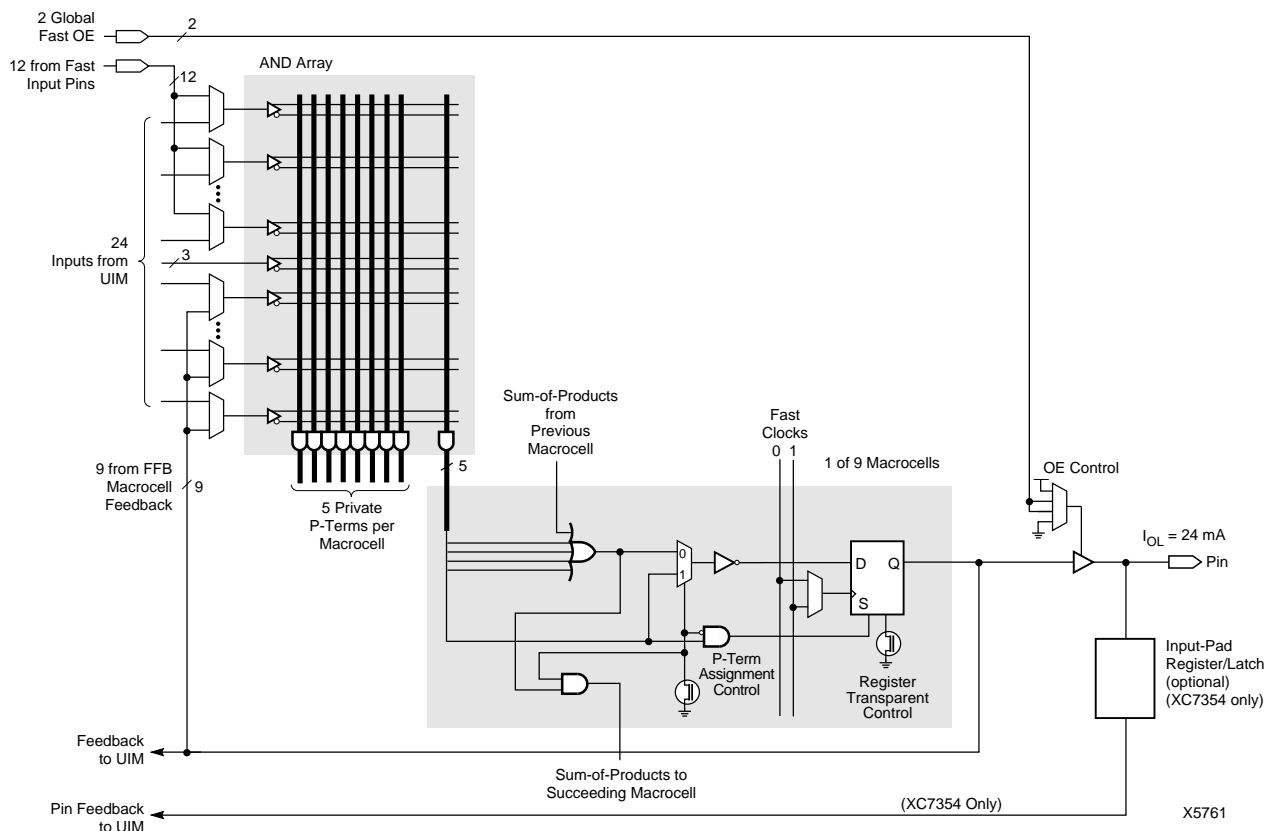 2 Global
Fast OE
2
12 from Fast
Input Pins
12
AND Array
24
Inputs from
UIM
3
9 from FFB
Macrocell
Feedback
9
5 Private
P-Terms per
Macrocell
5
Sum-of-Products
from
Previous
Macrocell
Fast
Clocks
0 1
1 of 9 Macrocells
OE Control
IOL = 24 mA
Pin
0
1
D Q
S
P-Term
Assignment
Control
Register
Transparent
Control
Input-Pad
Register/Latch
(optional)
(XC7354 only)
Feedback
to UIM
Sum-of-Products to
Succeeding Macrocell
Pin Feedback
to UIM
(XC7354 Only)
X5761